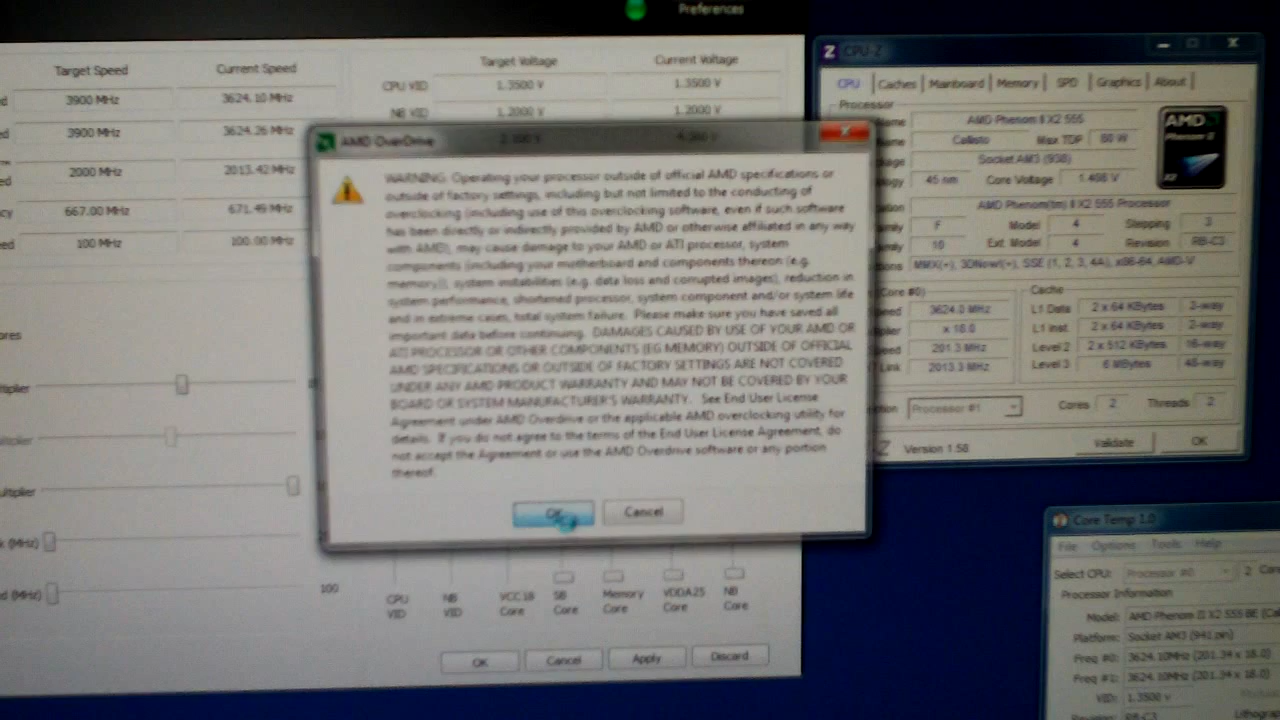 Preferences
Target Speed Current Speed
3900 MHz 3624.10 MHz
3900 MHz 3624.26 MHz
2000 MHz 2013.42 MHz
667.00 MHz 671.49 MHz
100 MHz 100.00 MHz
Target Voltage Current Voltage
CPU VID 1.3500 V 1.3500 V
NB VID 1.2000 V 1.2000 V
AMD OverDrive
WARNING: Operating your processor outside of official AMD specifications or
outside of factory settings, including but not limited to the conducting of
overclocking (including use of this overclocking software, even if such software
has been directly or indirectly provided by AMD or otherwise affiliated in any way
with AMD), may cause damage to your AMD or ATI processor, system
components (including your motherboard and components thereon (e.g.
memory)), system instabilities (e.g. data loss and corrupted images), reduction in
system performance, shortened processor, system component and/or system life
and in extreme cases, total system failure. Please make sure you have saved all
important data before continuing. DAMAGES CAUSED BY USE OF YOUR AMD OR
ATI PROCESSOR OR OTHER COMPONENTS (EG MEMORY) OUTSIDE OF OFFICIAL
AMD SPECIFICATIONS OR OUTSIDE OF FACTORY SETTINGS ARE NOT COVERED
UNDER ANY AMD PRODUCT WARRANTY AND MAY NOT BE COVERED BY YOUR
BOARD OR SYSTEM MANUFACTURER'S WARRANTY. See End User License
Agreement under AMD Overdrive or the applicable AMD overclocking utility for
details. If you do not agree to the terms of the End User License Agreement, do
not accept the Agreement or use the AMD Overdrive software or any portion
thereof.
OK Cancel
100
CPU VID
NB VID
VCC18 Core
SB Core
Memory Core
VDDA25 Core
NB Core
OK Cancel Apply Discard
CPU-Z
CPU Caches Mainboard Memory SPD Graphics About
Processor
AMD Phenom II X2 555
Callisto Max TDP 80 W
Socket AM3 (938)
45 nm Core Voltage 1.498 V
AMD Phenom II X2
AMD Phenom(tm) II X2 555 Processor
F Model 4 Stepping 3
10 Ext. Model 4 Revision RB-C3
MMX(+), 3DNow!(+), SSE (1, 2, 3, 4A), x86-64, AMD-V
(Core #0) Cache
3624.0 MHz L1 Data 2 x 64 KBytes 2-way
x 18.0 L1 Inst. 2 x 64 KBytes 2-way
201.3 MHz Level 2 2 x 512 KBytes 16-way
Link 2013.3 MHz Level 3 6 MBytes 48-way
Processor #1 Cores 2 Threads 2
Z Version 1.58 Validate OK
Core Temp 1.0
File Options Tools Help
Select CPU: Processor #0 2
Processor Information
Model: AMD Phenom II X2 555 BE
Platform: Socket AM3 (941 pin)
Freq #0: 3624.10MHz (201.34 x 18.0)
Freq #1: 3624.10MHz (201.34 x 18.0)
VID: 1.3500 v